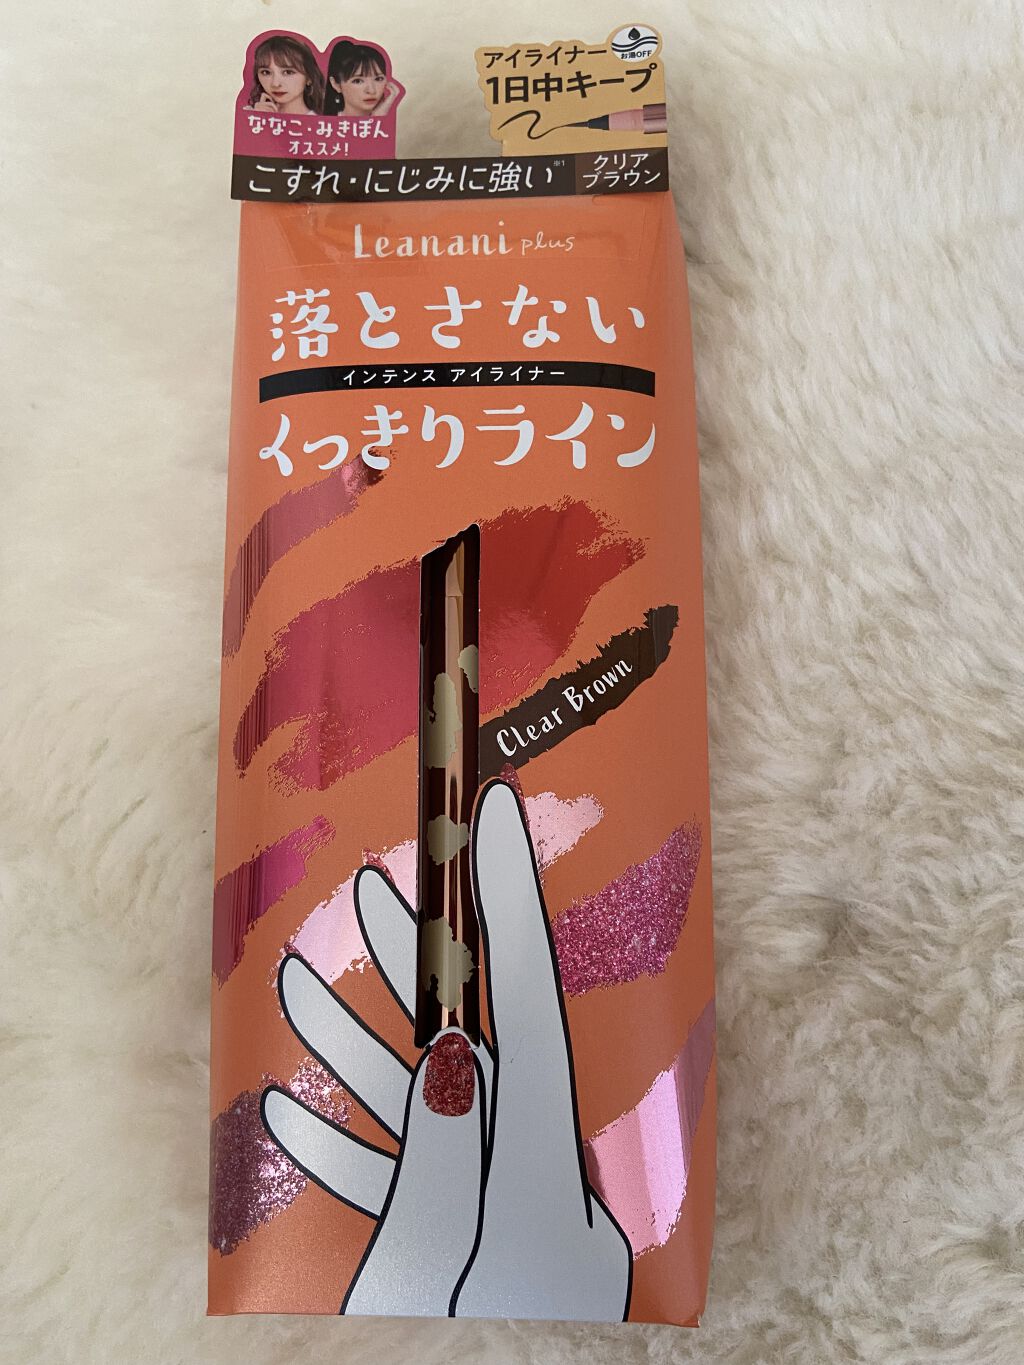 ななこ・みきぽん
オススメ!
アイライナー
1日中キープ
お湯OFF
こすれ・にじみに強い※1
クリア
ブラウン
Leanani plus
落とさない
インテンス アイライナー
くっきりライン
Clear Brown